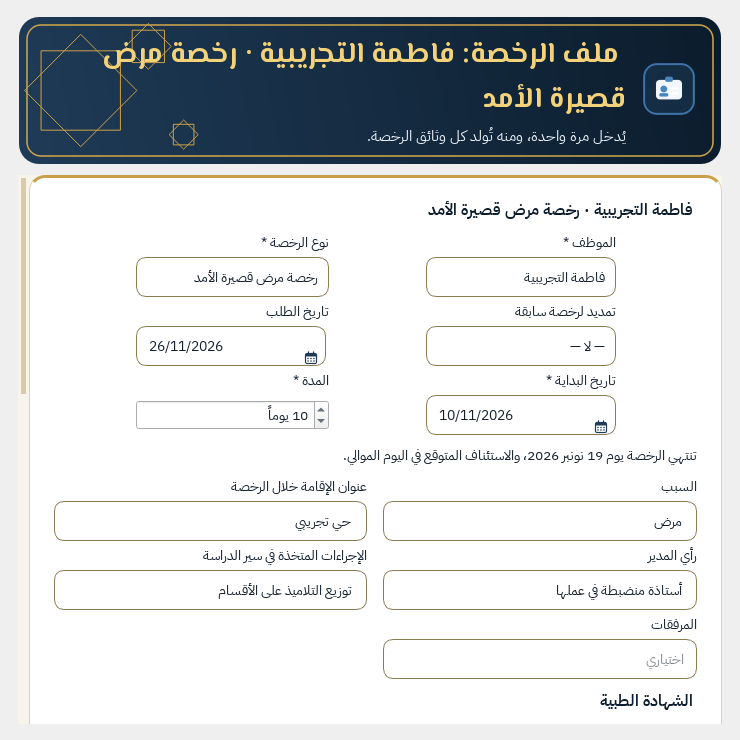 ملف الرخصة: فاطمة التجريبية · رخصة مرض
قصيرة الأمد
يُدخل مرة واحدة، ومنه تُولد كل وثائق الرخصة.
فاطمة التجريبية · رخصة مرض قصيرة الأمد
الموظف *
نوع الرخصة *
فاطمة التجريبية
رخصة مرض قصيرة الأمد
تمديد لرخصة سابقة
تاريخ الطلب
— لا —
26/11/2026
تاريخ البداية *
المدة *
10/11/2026
10 يوماً
تنتهي الرخصة يوم 19 نونبر 2026، والاستئناف المتوقع في اليوم الموالي.
السبب
عنوان الإقامة خلال الرخصة
مرض
حي تجريبي
رأي المدير
الإجراءات المتخذة في سير الدراسة
أستاذة منضبطة في عملها
توزيع التلاميذ على الأقسام
المرفقات
اختياري
الشهادة الطبية